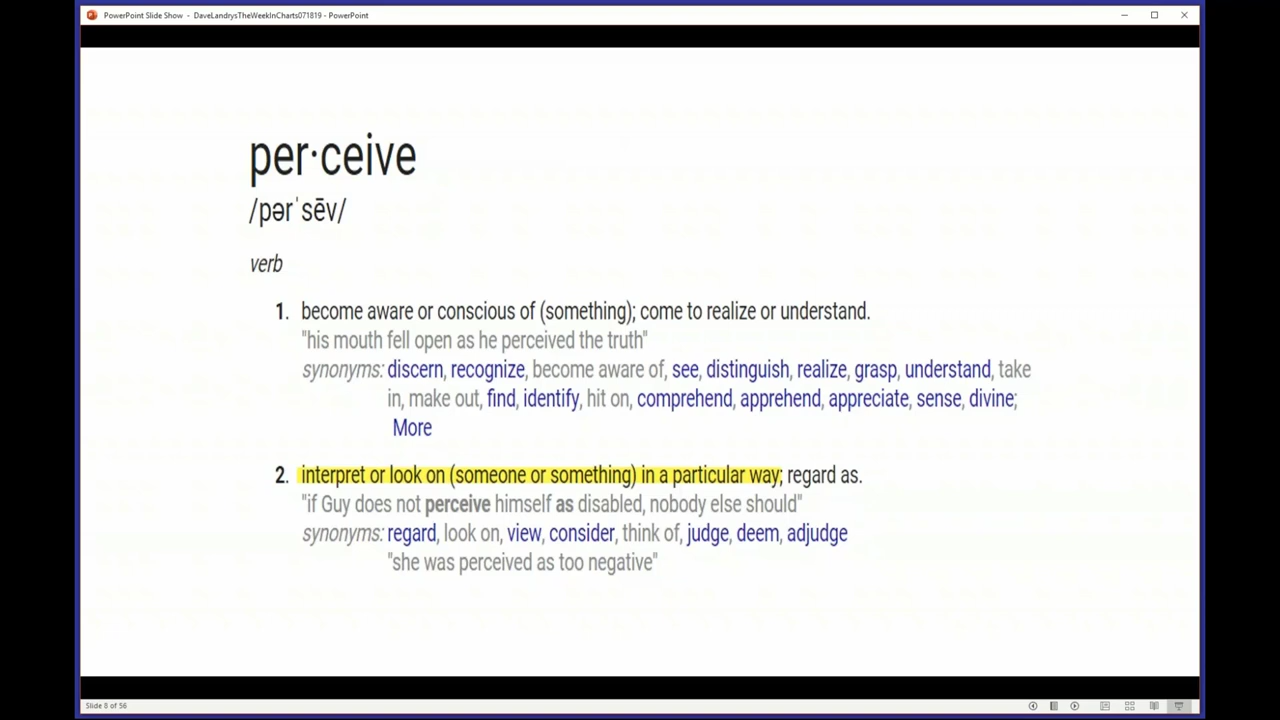 PowerPoint Slide Show - DaveLandrysTheWeekInCharts071819 - PowerPoint
per·ceive
/pərˈsēv/
verb
1. become aware or conscious of (something); come to realize or understand.
"his mouth fell open as he perceived the truth"
synonyms: discern, recognize, become aware of, see, distinguish, realize, grasp, understand, take
in, make out, find, identify, hit on, comprehend, apprehend, appreciate, sense, divine;
More
2. interpret or look on (someone or something) in a particular way; regard as.
"if Guy does not perceive himself as disabled, nobody else should"
synonyms: regard, look on, view, consider, think of, judge, deem, adjudge
"she was perceived as too negative"
Slide 8 of 56